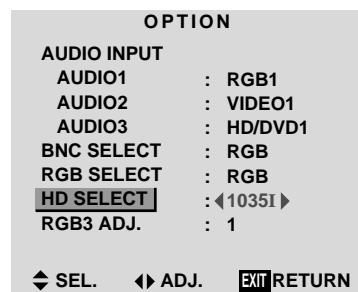 OPTION
AUDIO INPUT
AUDIO1 : RGB1
AUDIO2 : VIDEO1
AUDIO3 : HD/DVD1
BNC SELECT : RGB
RGB SELECT : RGB
HD SELECT : 1035I
RGB3 ADJ. : 1
SEL. ADJ. EXIT RETURN